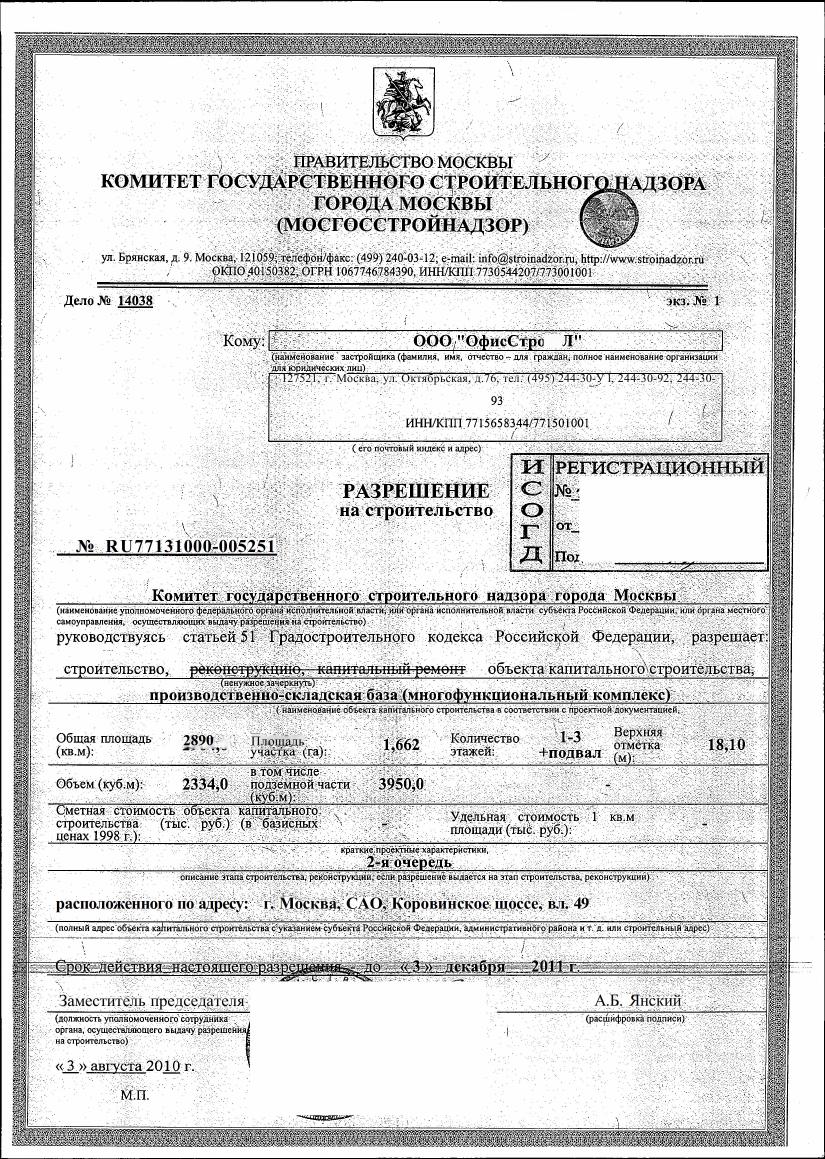 ПРАВИТЕЛЬСТВО МОСКВЫ
КОМИТЕТ ГОСУДАРСТВЕННОГО СТРОИТЕЛЬНОГО НАДЗОРА
ГОРОДА МОСКВЫ
(МОСГОССТРОЙНАДЗОР)
ул. Брянская, д. 9. Москва, 121059, телефон/факс: (499) 240-03-12; e-mail: info@stroinadzor.ru, http://www.stroinadzor.ru
ОКПО 40150382, ОГРН 1067746784390, ИНН/КПП 7730544207/773001001
Дело № 14038 экз. № 1
Кому: ООО "ОфисСтро Л"
(наименование застройщика (фамилия, имя, отчество – для граждан, полное наименование организации
для юридических лиц)
127521, г. Москва, ул. Октябрьская, д.76, тел. (495) 244-30-У1, 244-30-92, 244-30-
93
ИНН/КПП 7715658344/771501001
( его почтовый индекс и адрес)
ИСОГД
РЕГИСТРАЦИОННЫЙ
№
от
РАЗРЕШЕНИЕ
на строительство
№ RU77131000-005251
Комитет государственного строительного надзора города Москвы
(наименование уполномоченного федерального органа исполнительной власти, или органа исполнительной власти субъекта Российской Федерации, или органа местного
самоуправления, осуществляющих выдачу разрешения на строительство)
руководствуясь статьей 51 Градостроительного кодекса Российской Федерации, разрешает:
строительство, реконструкцию, капитальный ремонт объекта капитального строительства,
(ненужное зачеркнуть)
производственно-складская база (многофункциональный комплекс)
( наименование объекта капитального строительства в соответствии с проектной документацией,
Общая площадь (кв.м): 2890 Площадь участка (га): 1,662 Количество этажей: 1-3 +подвал Верхняя отметка (м): 18,10
Объем (куб.м): 2334,0 в том числе подземной части (куб.м): 3950,0 -
Сметная стоимость объекта капитального строительства (тыс. руб.) (в базисных ценах 1998 г.): - Удельная стоимость 1 кв.м площади (тыс. руб.): -
краткие проектные характеристики,
2-я очередь
описание этапа строительства, реконструкции, если разрешение выдается на этап строительства, реконструкции)
расположенного по адресу: г. Москва, САО, Коровинское щоссе, вл. 49
(полный адрес объекта капитального строительства с указанием субъекта Российской Федерации, административного района и т. д. или строительный адрес)
Срок действия настоящего разрешения до «3» декабря 2011 г.
Заместитель председателя А.Б. Янский
(должность уполномоченного сотрудника (расшифровка подписи)
органа, осуществляющего выдачу разрешения
на строительство)
«3» августа 2010 г.
М.П.